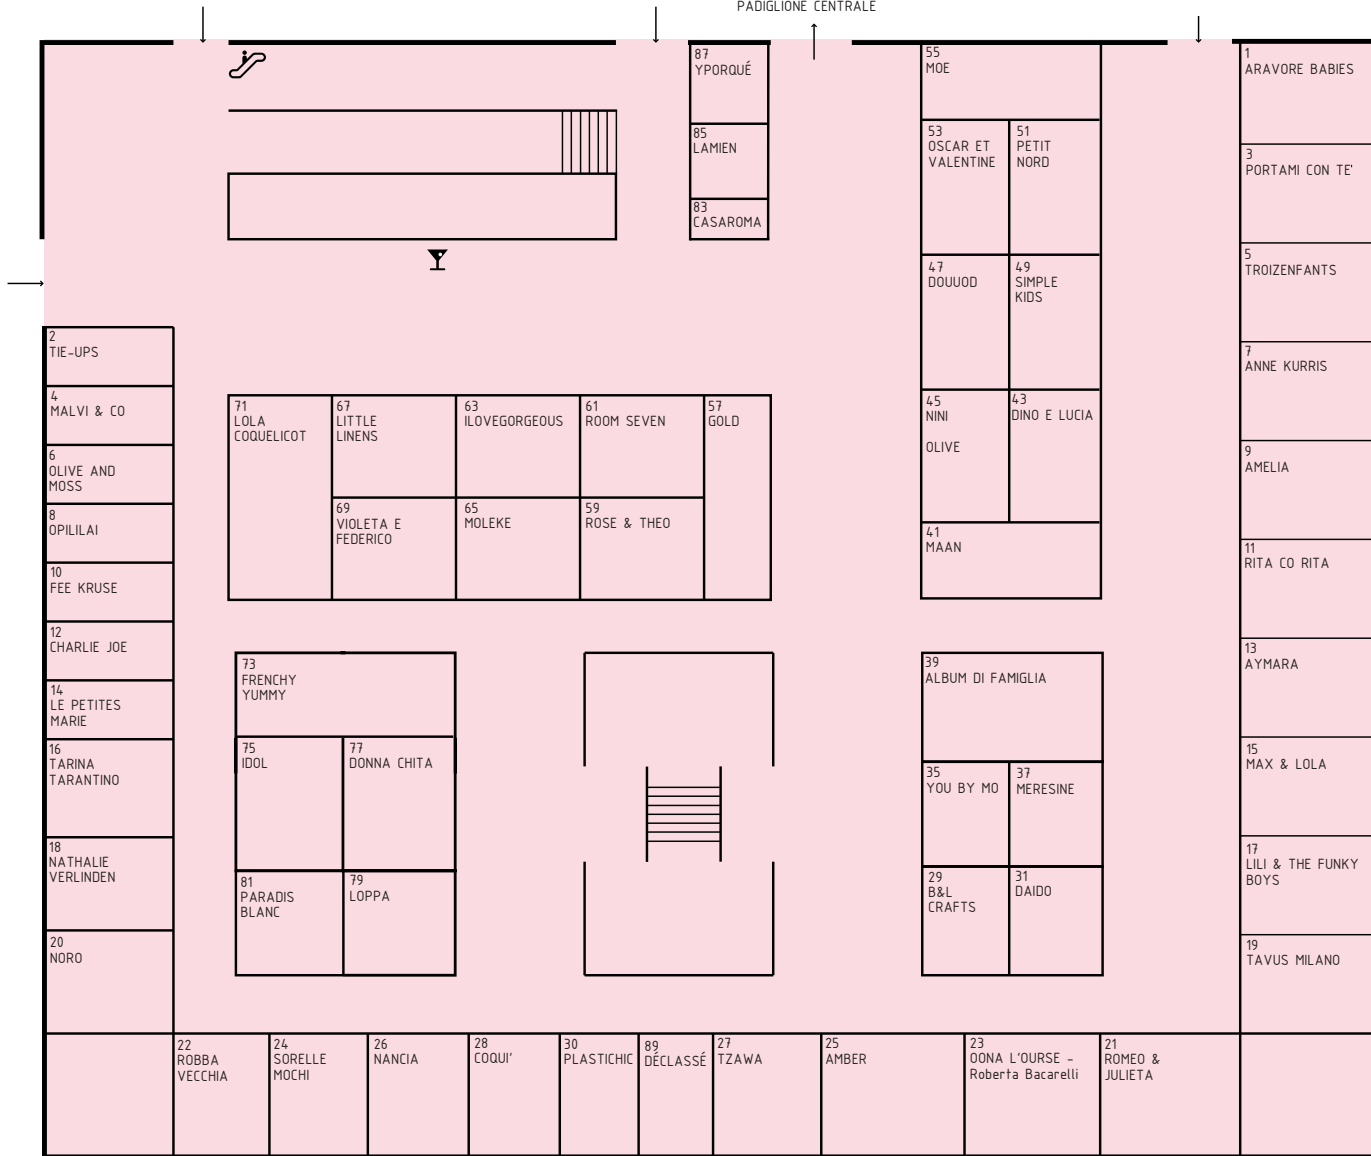 PADIGLIONE CENTRALE
87
YPORQUÉ
85
LAMIEN
83
CASAROMA
55
MOE
53
OSCAR ET
VALENTINE
51
PETIT
NORD
47
DOUUOD
49
SIMPLE
KIDS
45
NINI
OLIVE
43
DINO E LUCIA
41
MAAN
1
ARAVORE BABIES
3
PORTAMI CON TE'
5
TROIZENFANTS
7
ANNE KURRIS
9
AMELIA
11
RITA CO RITA
13
AYMARA
15
MAX & LOLA
17
LILI & THE FUNKY
BOYS
19
TAVUS MILANO
2
TIE-UPS
4
MALVI & CO
6
OLIVE AND
MOSS
8
OPILILAI
10
FEE KRUSE
12
CHARLIE JOE
14
LE PETITES
MARIE
16
TARINA
TARANTINO
18
NATHALIE
VERLINDEN
20
NORO
71
LOLA
COQUELICOT
67
LITTLE
LINENS
63
ILOVEGORGEOUS
61
ROOM SEVEN
57
GOLD
69
VIOLETA E
FEDERICO
65
MOLEKE
59
ROSE & THEO
73
FRENCHY
YUMMY
75
IDOL
77
DONNA CHITA
81
PARADIS
BLANC
79
LOPPA
39
ALBUM DI FAMIGLIA
35
YOU BY MO
37
MERESINE
29
B&L
CRAFTS
31
DAIDO
22
ROBBA
VECCHIA
24
SORELLE
MOCHI
26
NANCIA
28
COQUI'
30
PLASTICHIC
89
DÉCLASSÉ
27
TZAWA
25
AMBER
23
OONA L'OURSE -
Roberta Bacarelli
21
ROMEO &
JULIETA